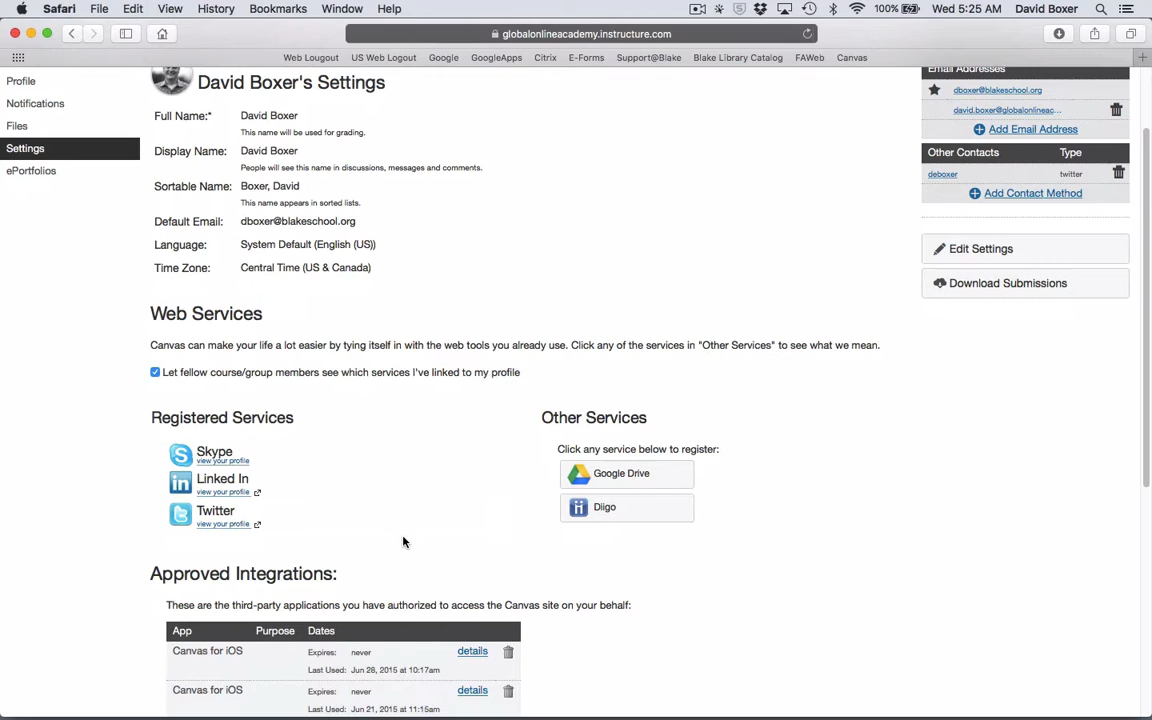 Safari File Edit View History Bookmarks Window Help 100% Wed 5:25 AM David Boxer
globalonlineacademy.instructure.com
Web Lougout US Web Logout Google GoogleApps Citrix E-Forms Support@Blake Blake Library Catalog FAWeb Canvas
Profile
Notifications
Files
Settings
ePortfolios
David Boxer's Settings
Full Name:* David Boxer
This name will be used for grading.
Display Name: David Boxer
People will see this name in discussions, messages and comments.
Sortable Name: Boxer, David
This name appears in sorted lists.
Default Email: dboxer@blakeschool.org
Language: System Default (English (US))
Time Zone: Central Time (US & Canada)
Web Services
Canvas can make your life a lot easier by tying itself in with the web tools you already use. Click any of the services in "Other Services" to see what we mean.
Let fellow course/group members see which services I've linked to my profile
Registered Services
Skype
view your profile
Linked In
view your profile
Twitter
view your profile
Other Services
Click any service below to register:
Google Drive
Diigo
Approved Integrations:
These are the third-party applications you have authorized to access the Canvas site on your behalf:
App Purpose Dates
Canvas for iOS Expires: never details
Last Used: Jun 28, 2015 at 10:17am
Canvas for iOS Expires: never details
Last Used: Jun 21, 2015 at 11:15am
Email Addresses
dboxer@blakeschool.org
david.boxer@globalonlineac...
Add Email Address
Other Contacts Type
deboxer twitter
Add Contact Method
Edit Settings
Download Submissions